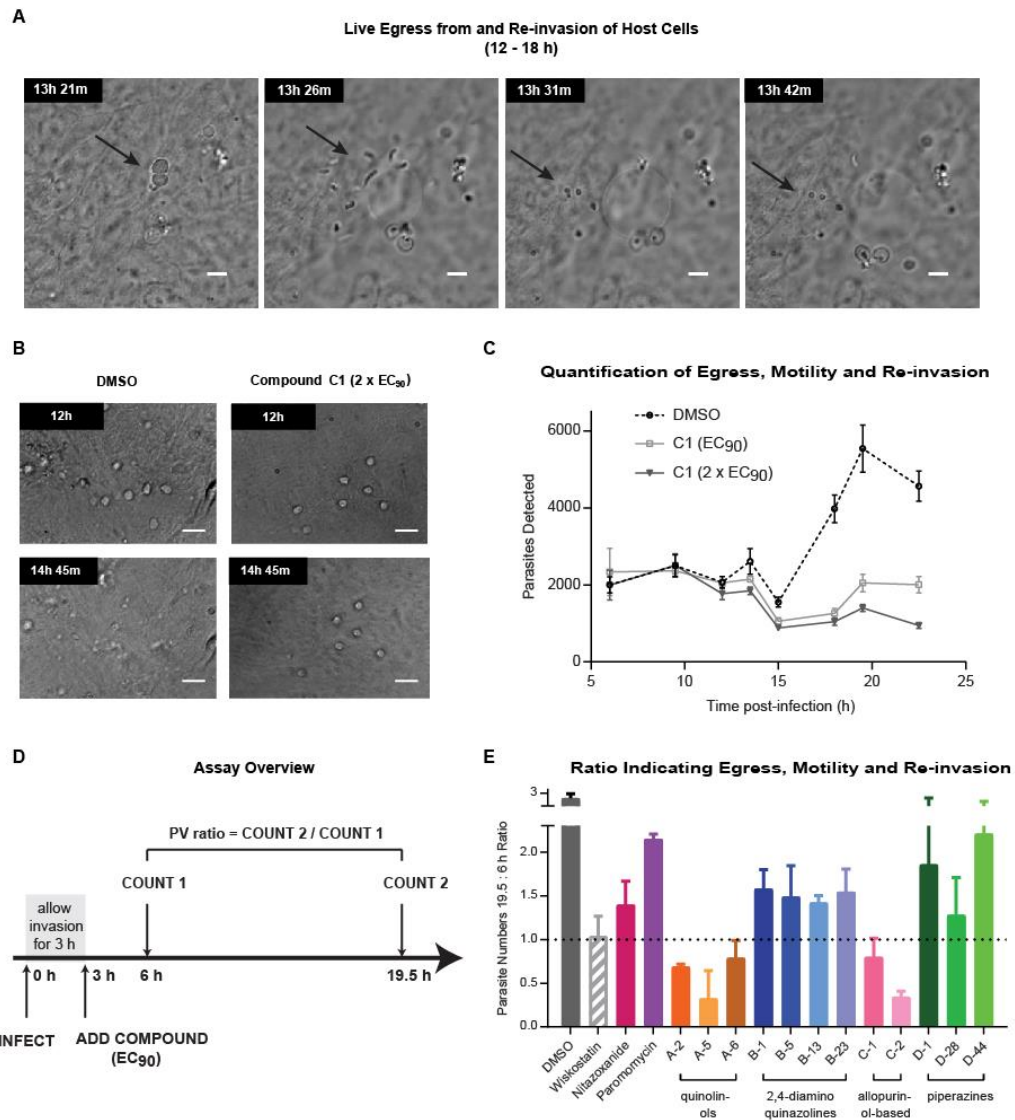 A
Live Egress from and Re-invasion of Host Cells
(12 - 18 h)
13h 21m
13h 26m
13h 31m
13h 42m
B
DMSO
Compound C1 (2 x EC90)
12h
12h
14h 45m
14h 45m
C
Quantification of Egress, Motility and Re-invasion
DMSO
C1 (EC90)
C1 (2 x EC90)
Parasites Detected
6000
4000
2000
0
5
10
15
20
25
Time post-infection (h)
D
Assay Overview
PV ratio = COUNT 2 / COUNT 1
COUNT 1
COUNT 2
allow
invasion
for 3 h
0 h
3 h
6 h
19.5 h
NFECT
ADD COMPOUND
(EC90)
E
Ratio Indicating Egress, Motility and Re-invasion
Parasite Numbers 19.5 : 6 h Ratio
3
2.0
1.5
1.0
0.5
0.0
DMSO
Wiskostatin
Nitazoxanide
Paromomycin
A-2
A-5
A-6
B-1
B-5
B-13
B-23
C-1
C-2
D-1
D-28
D-44
quinolin-
ols
2,4-diamino
quinazolines
allopurin-
ol-based
piperazines